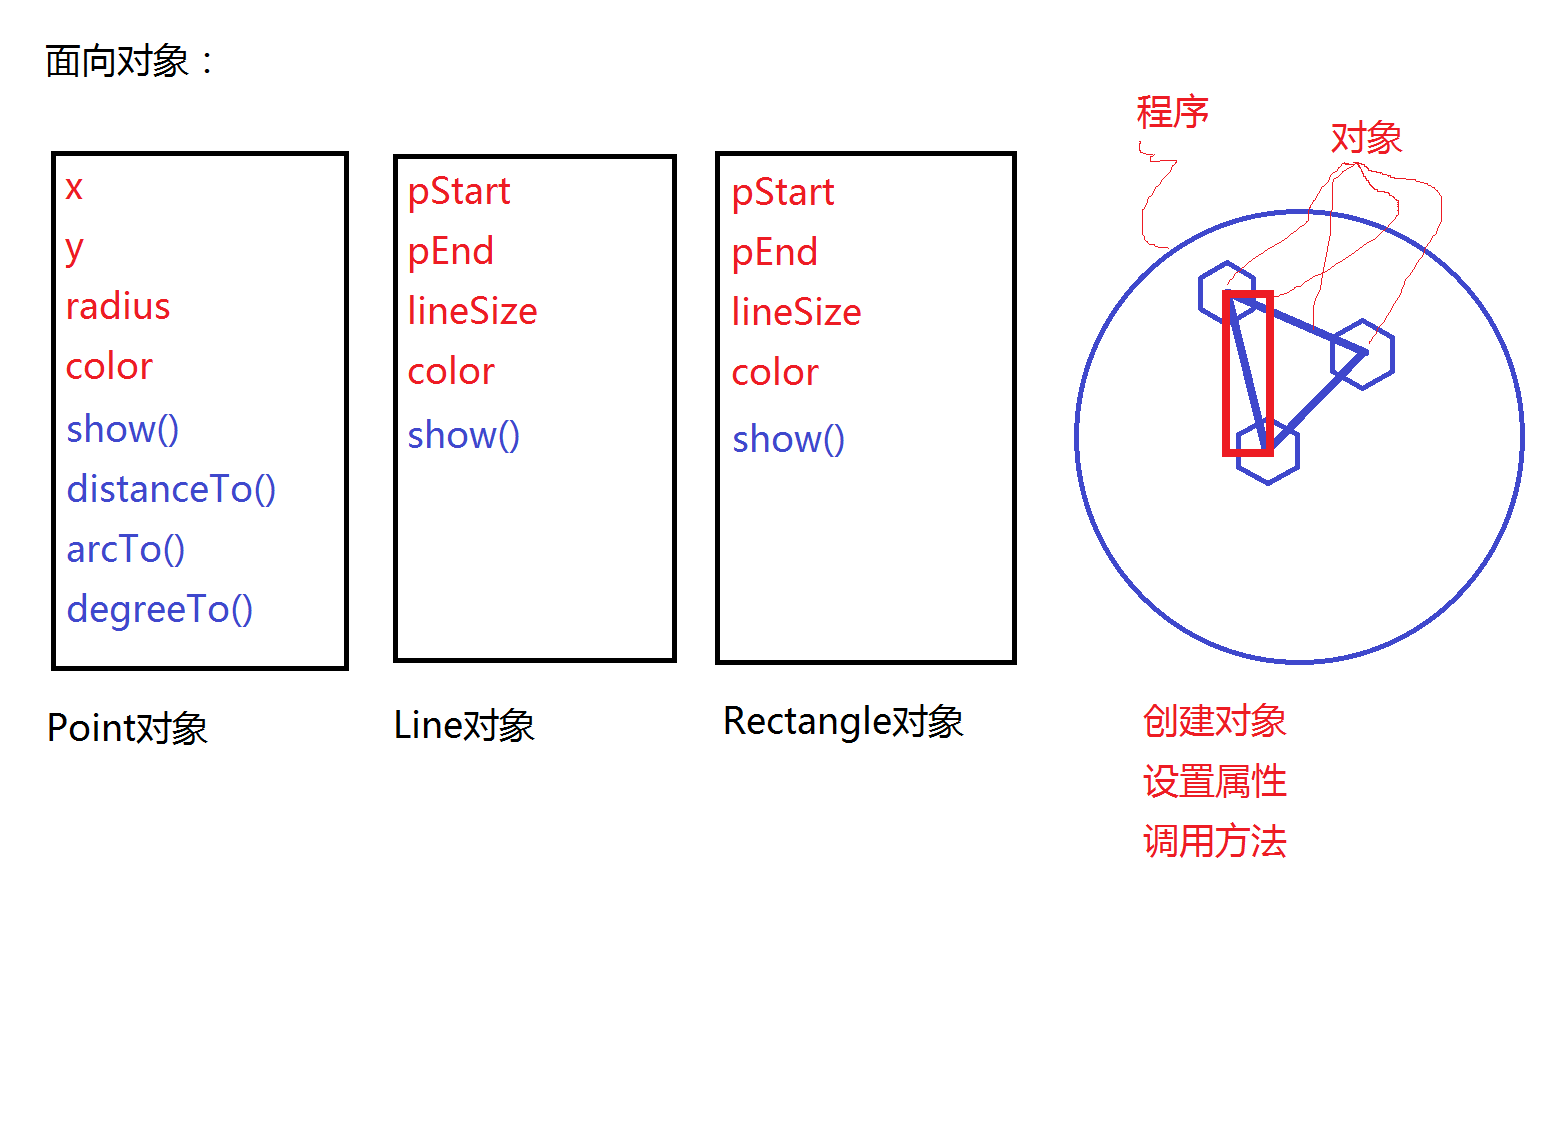 面向对象：
x
y
radius
color
show()
distanceTo()
arcTo()
degreeTo()
Point对象
pStart
pEnd
lineSize
color
show()
Line对象
pStart
pEnd
lineSize
color
show()
Rectangle对象
程序
对象
创建对象
设置属性
调用方法